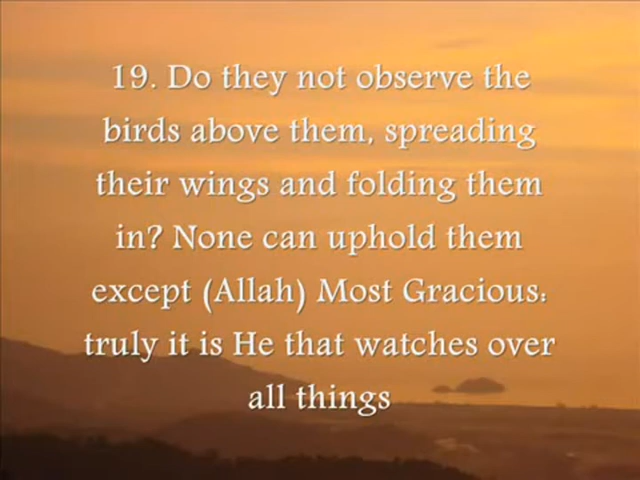 19. Do they not observe the
birds above them, spreading
their wings and folding them
in? None can uphold them
except (Allah) Most Gracious:
truly it is He that watches over
all things